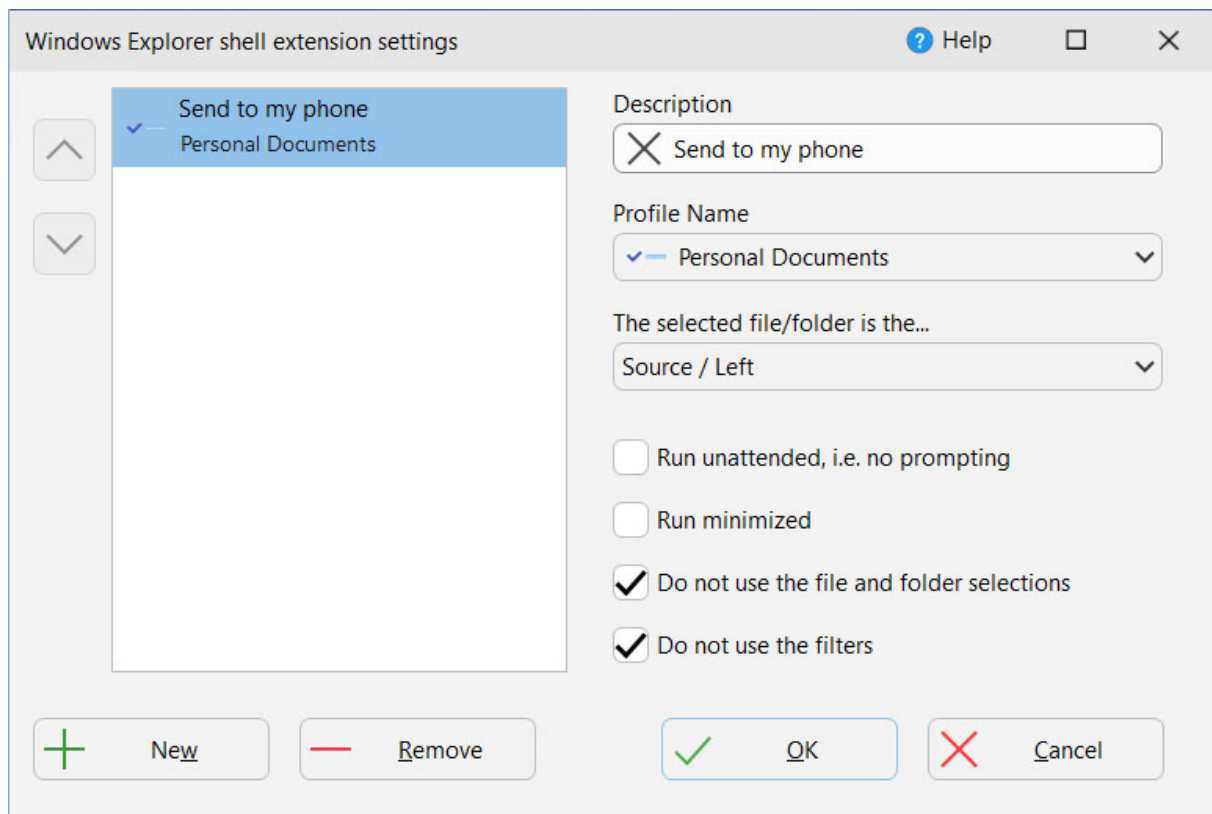 Windows Explorer shell extension settings
Help
Send to my phone
Personal Documents
Description
Send to my phone
Profile Name
Personal Documents
The selected file/folder is the...
Source / Left
Run unattended, i.e. no prompting
Run minimized
Do not use the file and folder selections
Do not use the filters
New
Remove
OK
Cancel